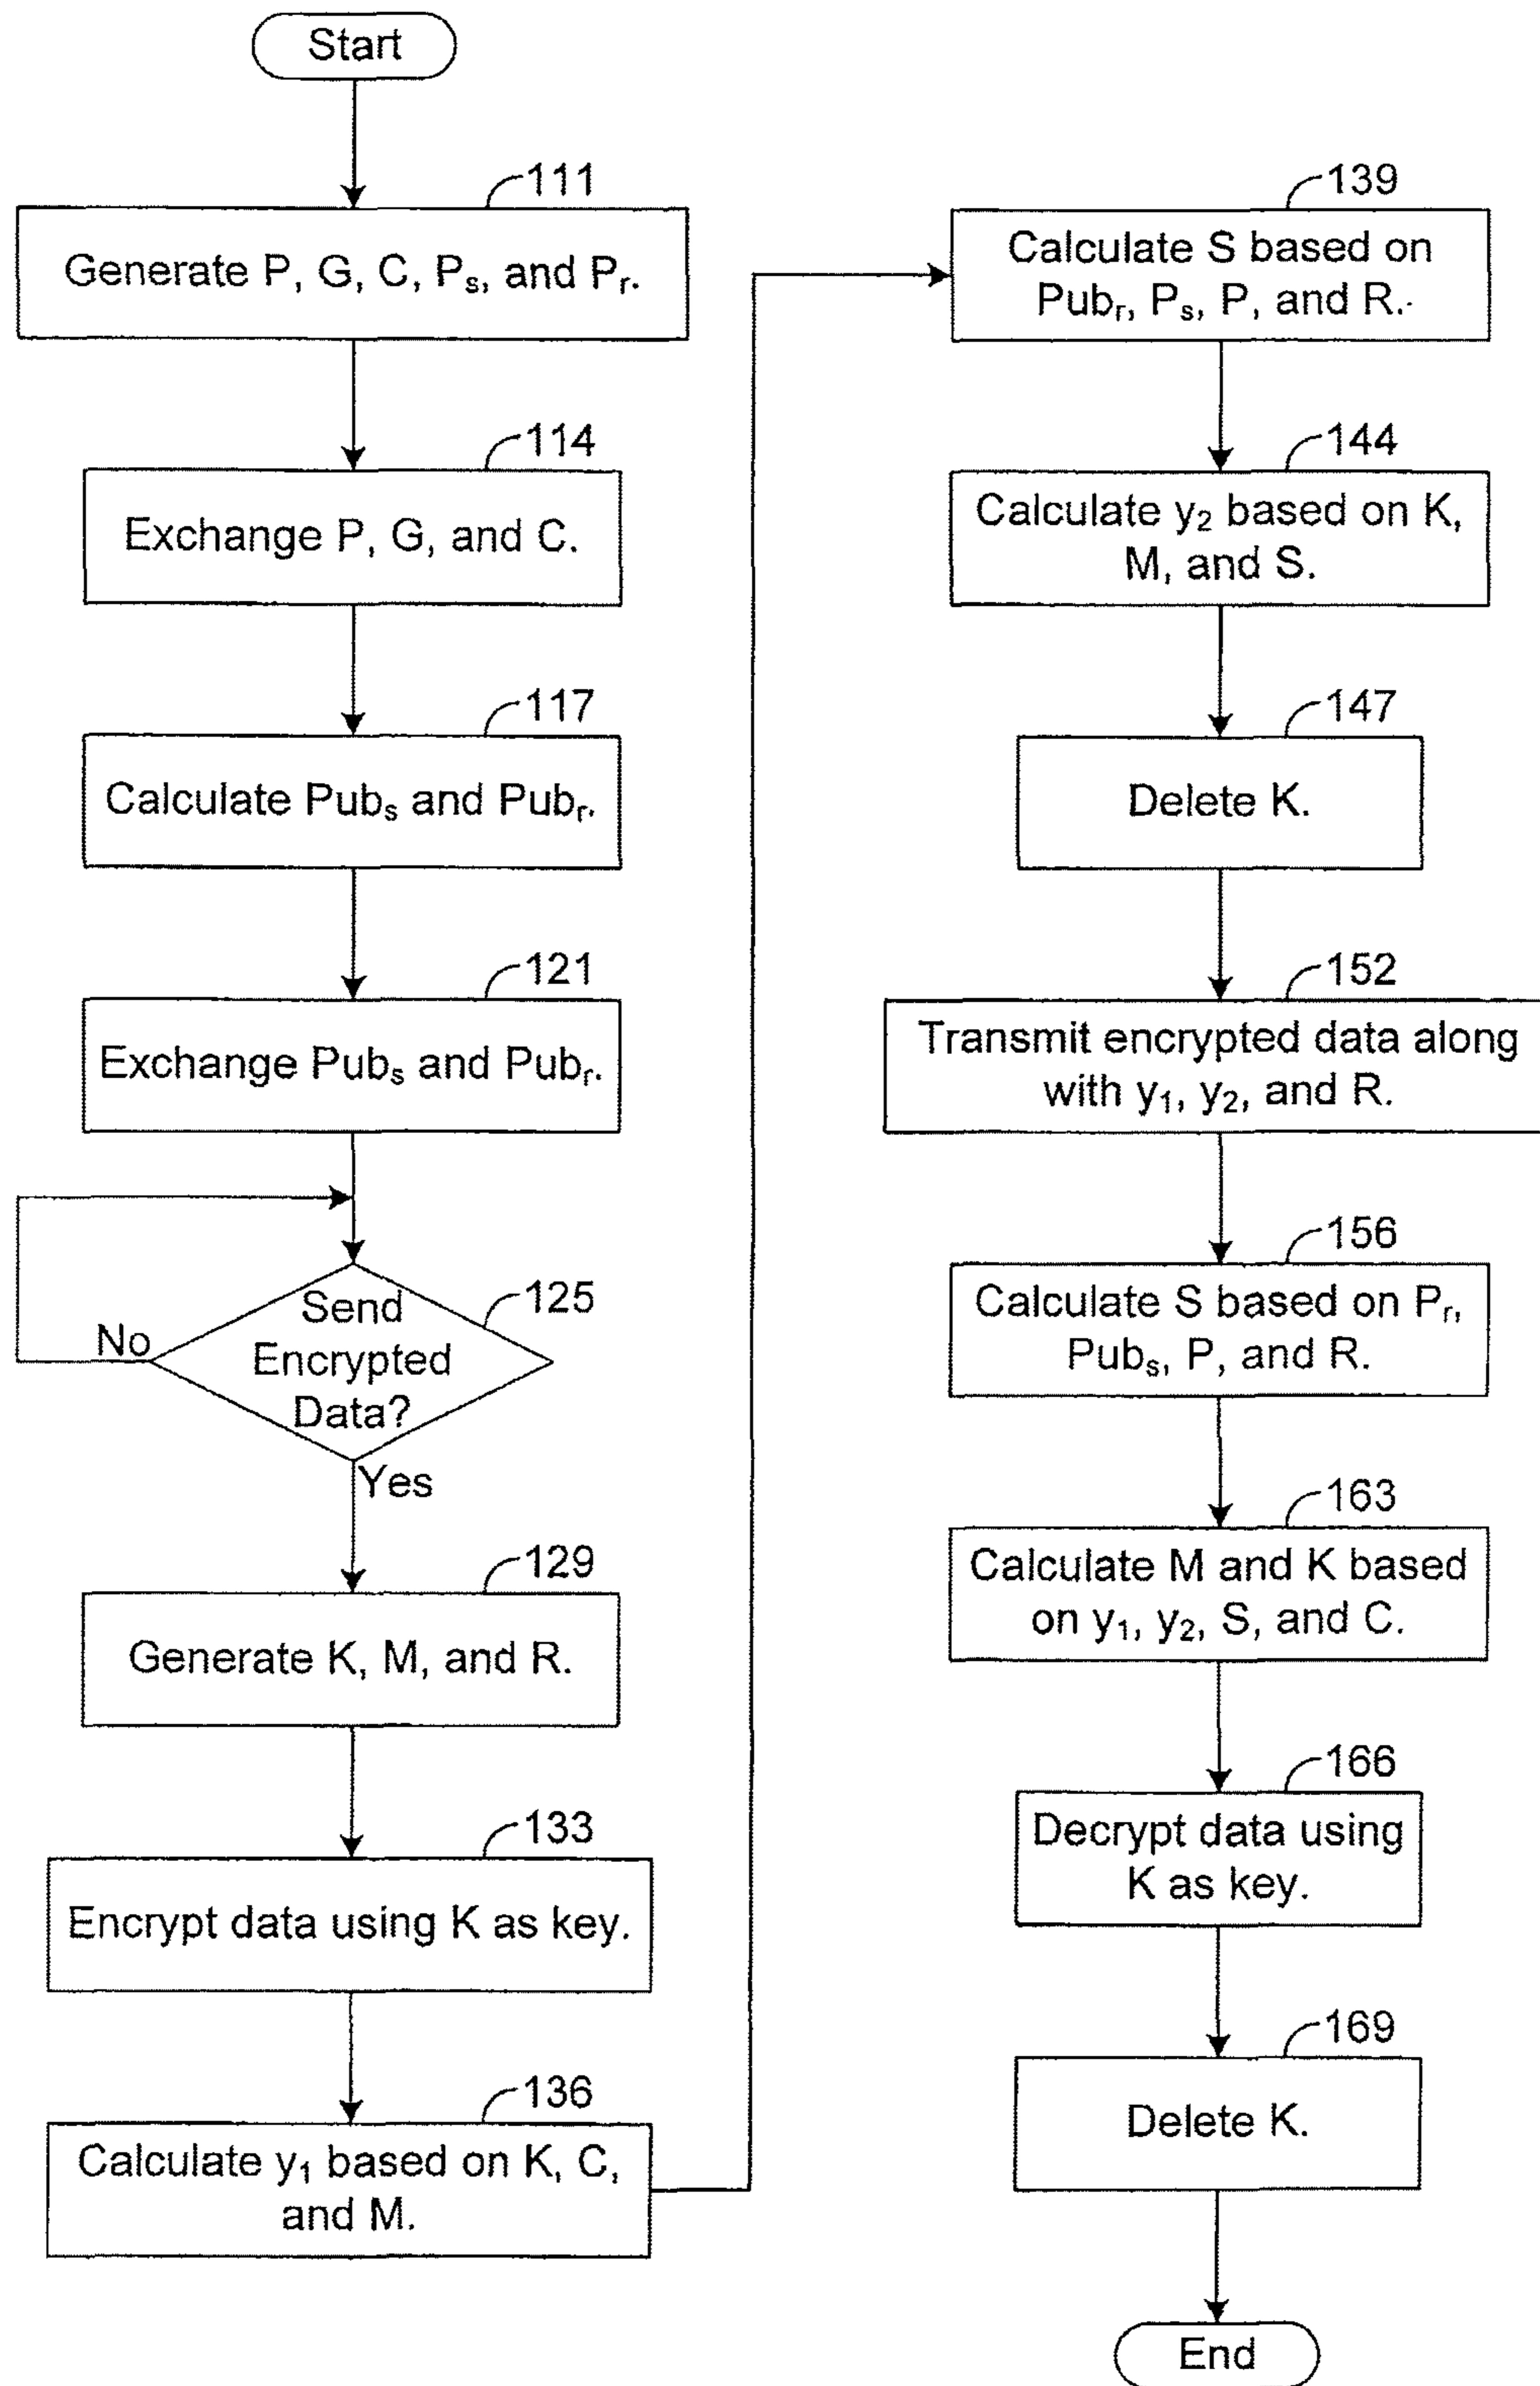 Start
111
Generate P, G, C, Pₛ, and Pᵣ.
114
Exchange P, G, and C.
117
Calculate Pubₛ and Pubᵣ.
121
Exchange Pubₛ and Pubᵣ.
125
Send
Encrypted
Data?
No
Yes
129
Generate K, M, and R.
133
Encrypt data using K as key.
136
Calculate y₁ based on K, C,
and M.
139
Calculate S based on
Pubᵣ, Pₛ, P, and R.
144
Calculate y₂ based on K,
M, and S.
147
Delete K.
152
Transmit encrypted data along
with y₁, y₂, and R.
156
Calculate S based on Pᵣ,
Pubₛ, P, and R.
163
Calculate M and K based
on y₁, y₂, S, and C.
166
Decrypt data using
K as key.
169
Delete K.
End